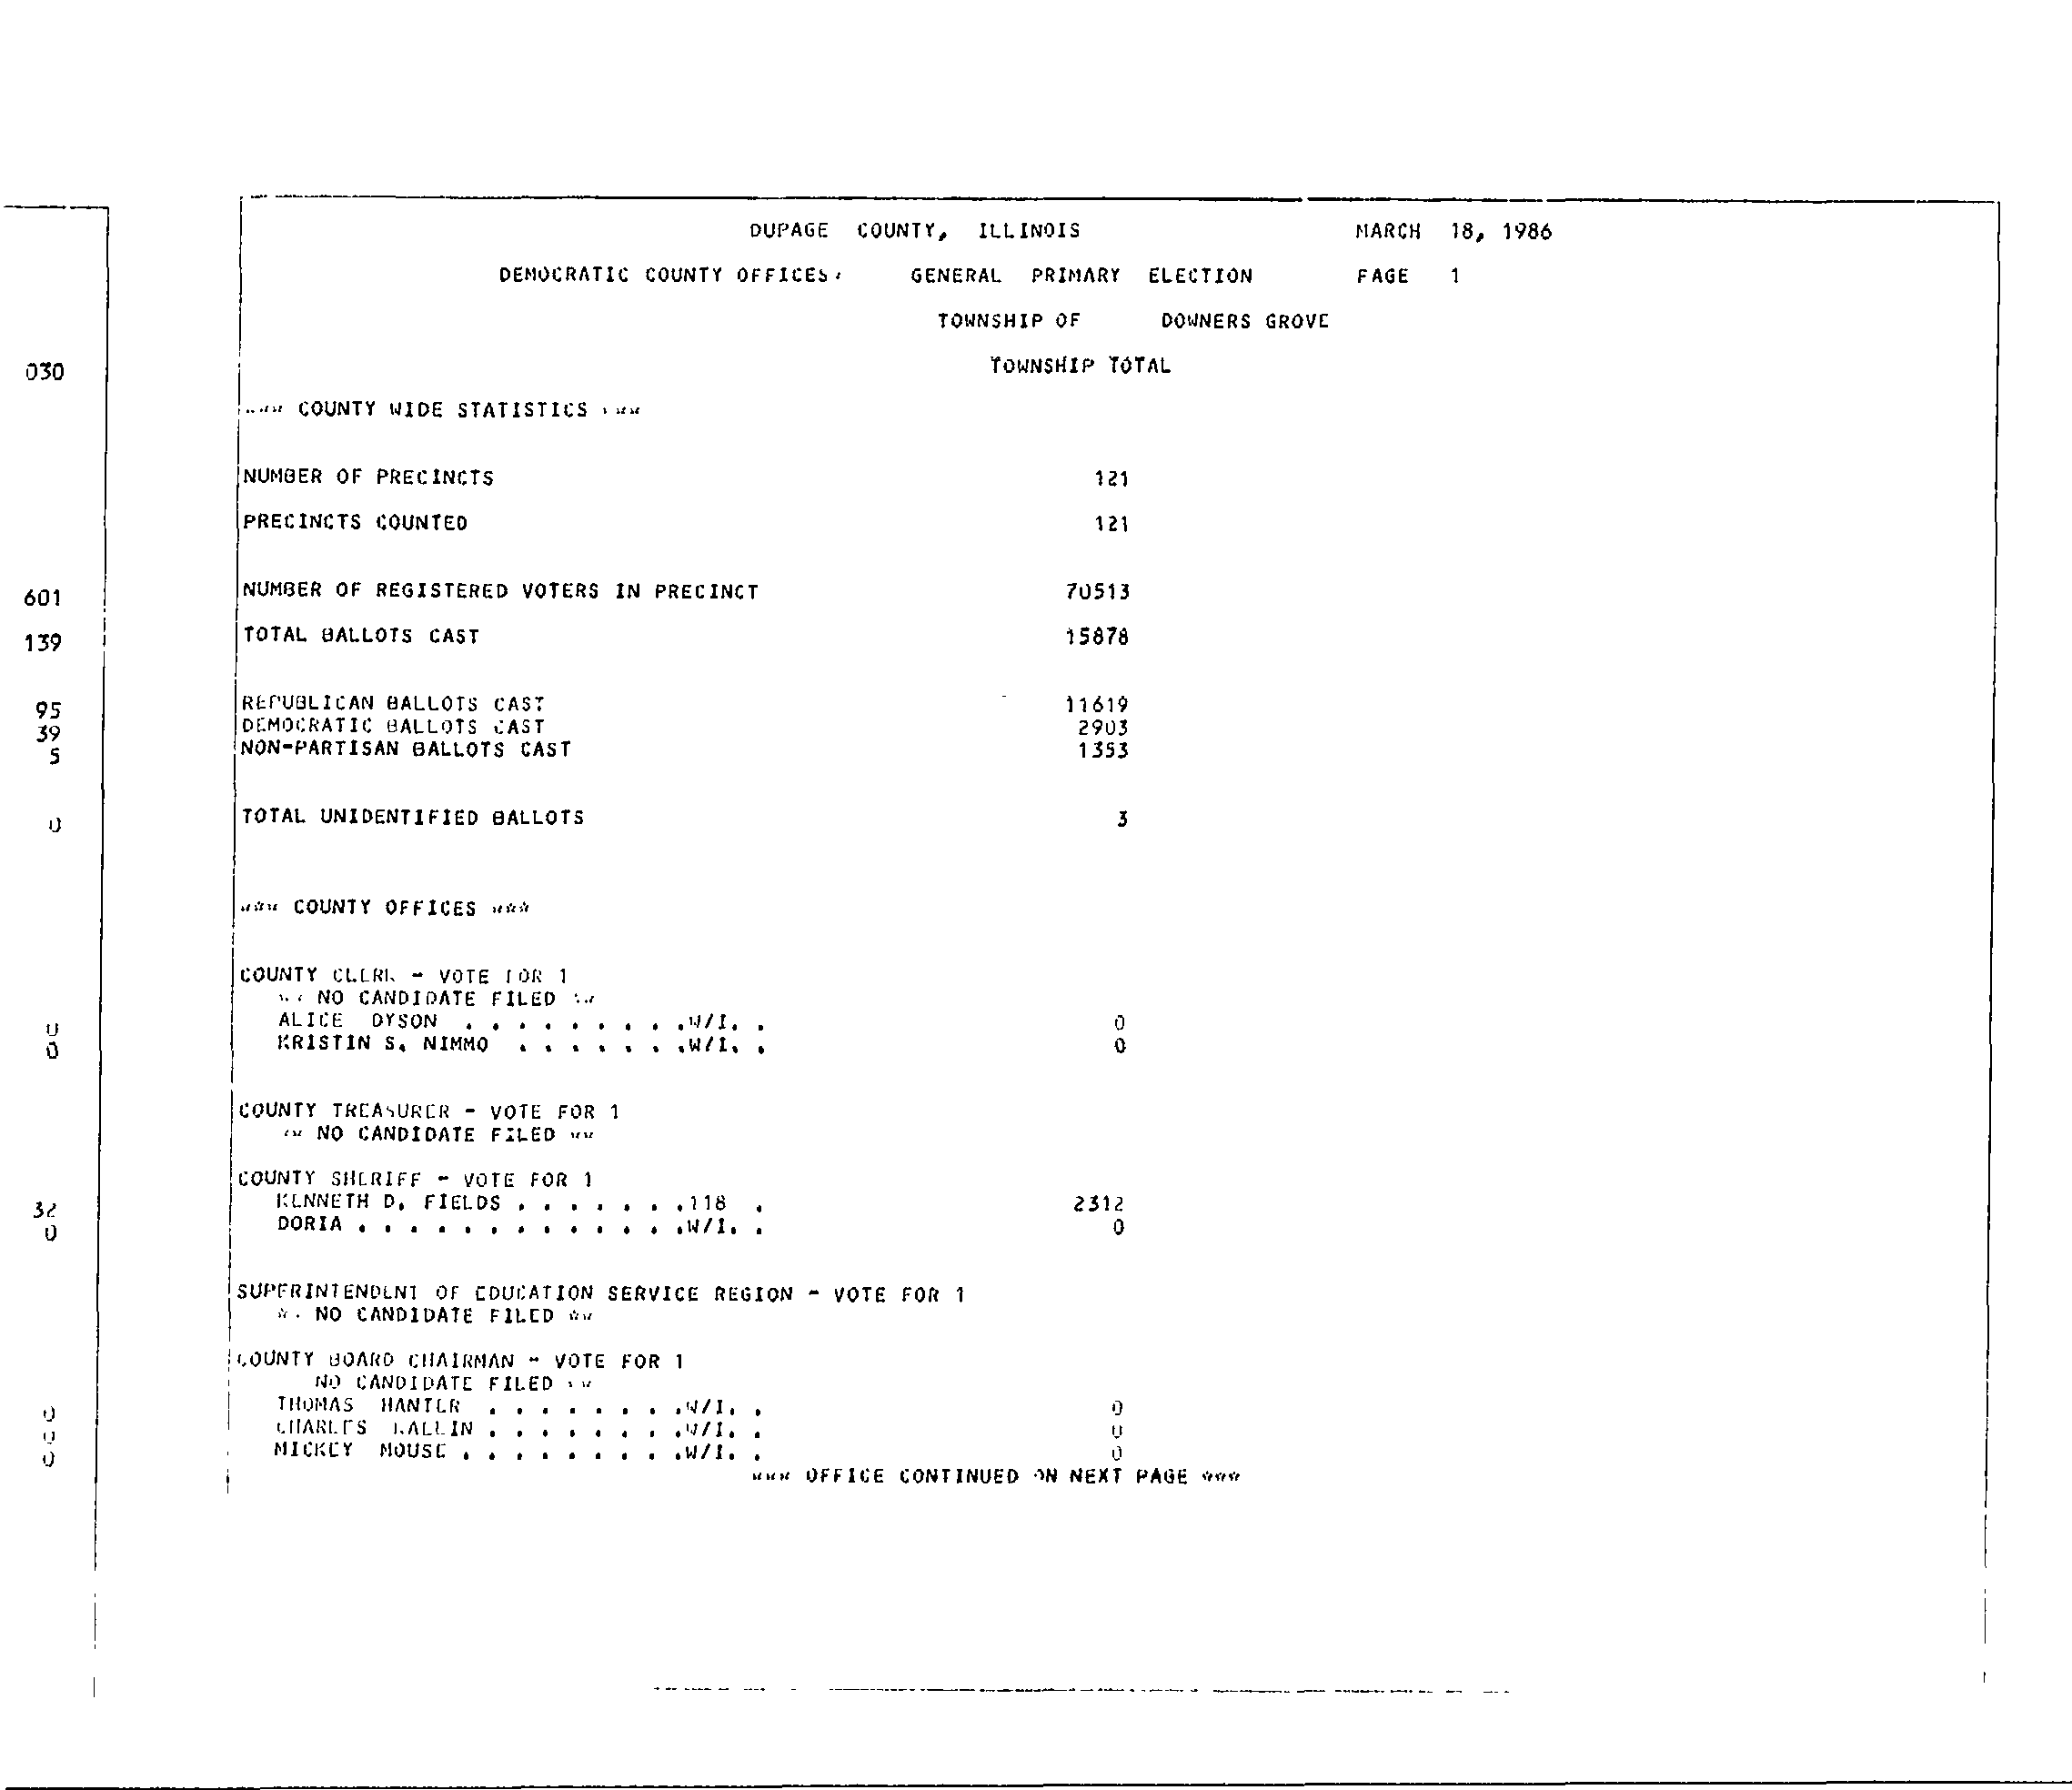 DUPAGE COUNTY, ILLINOIS MARCH 18, 1986
DEMOCRATIC COUNTY OFFICES, GENERAL PRIMARY ELECTION PAGE 1
TOWNSHIP OF DOWNERS GROVE
030 TOWNSHIP TOTAL
*** COUNTY WIDE STATISTICS ***
NUMBER OF PRECINCTS 121
PRECINCTS COUNTED 121
601 NUMBER OF REGISTERED VOTERS IN PRECINCT 70513
139 TOTAL BALLOTS CAST 15878
95 REPUBLICAN BALLOTS CAST 11619
39 DEMOCRATIC BALLOTS CAST 2903
5 NON-PARTISAN BALLOTS CAST 1353
0 TOTAL UNIDENTIFIED BALLOTS 3
*** COUNTY OFFICES ***
COUNTY CLERK - VOTE FOR 1
** NO CANDIDATE FILED **
0 ALICE DYSON . . . . . . . . .W/I. . 0
0 KRISTIN S. NIMMO . . . . . . .W/I. . 0
COUNTY TREASURER - VOTE FOR 1
** NO CANDIDATE FILED **
COUNTY SHERIFF - VOTE FOR 1
32 KENNETH D. FIELDS . . . . . . .118 . 2312
0 DORIA . . . . . . . . . . . . .W/I. . 0
SUPERINTENDENT OF EDUCATION SERVICE REGION - VOTE FOR 1
** NO CANDIDATE FILED **
COUNTY BOARD CHAIRMAN - VOTE FOR 1
NO CANDIDATE FILED **
0 THOMAS HANTER . . . . . . . .W/I. . 0
0 CHARLES . . . . . . . .W/I. . 0
0 MICKEY MOUSE . . . . . . . . .W/I. . 0
*** OFFICE CONTINUED ON NEXT PAGE ***